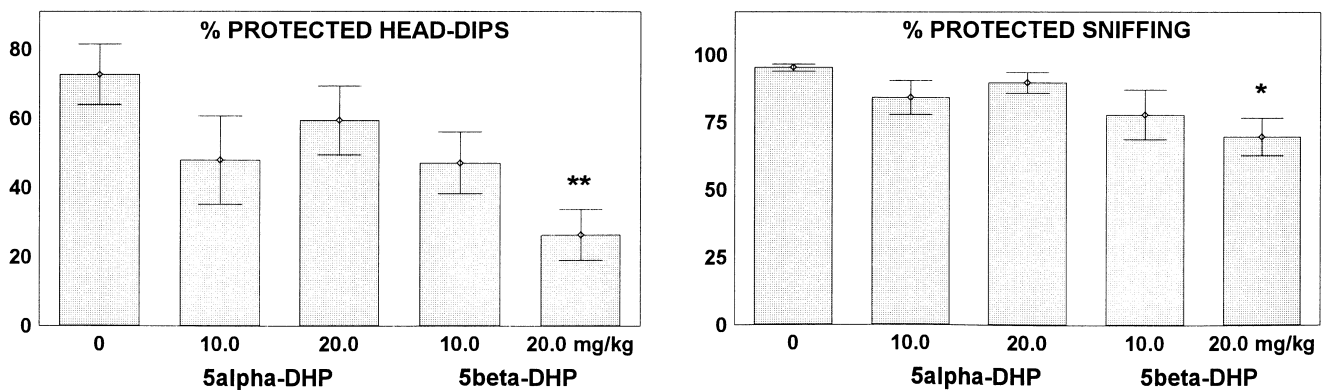 % PROTECTED HEAD-DIPS
80
60
40
20
0
**
0 10.0 20.0 10.0 20.0 mg/kg
5alpha-DHP 5beta-DHP
% PROTECTED SNIFFING
100
75
50
25
0
*
0 10.0 20.0 10.0 20.0 mg/kg
5alpha-DHP 5beta-DHP